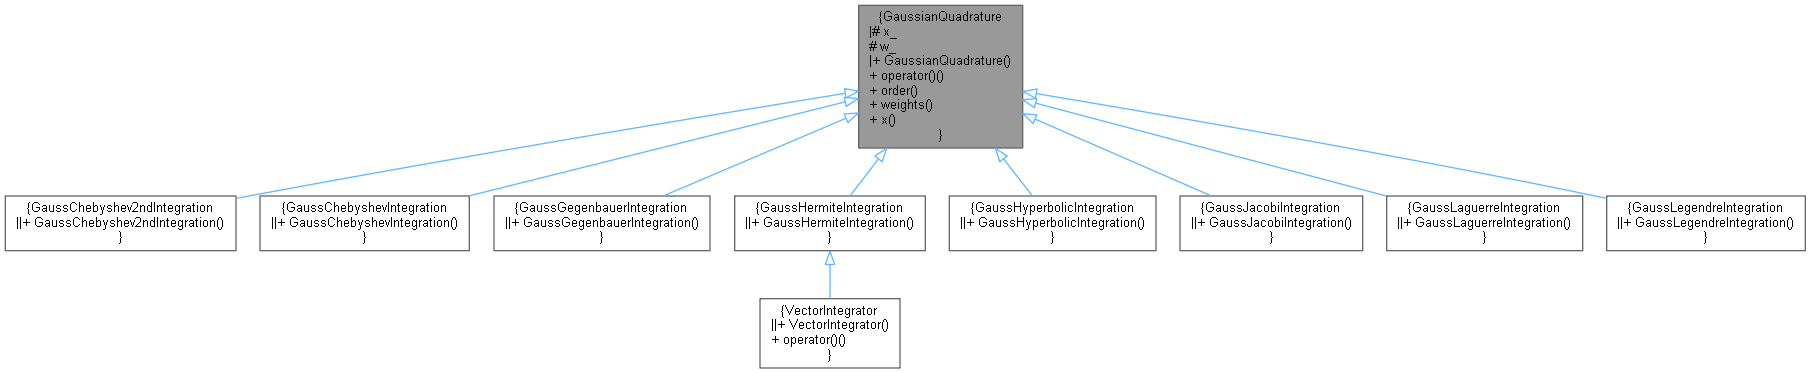 {GaussianQuadrature
|# x_
# w_
|+ GaussianQuadrature()
+ operator()()
+ order()
+ weights()
+ x()
}
{GaussChebyshev2ndIntegration
||+ GaussChebyshev2ndIntegration()
}
{GaussChebyshevIntegration
||+ GaussChebyshevIntegration()
}
{GaussGegenbauerIntegration
||+ GaussGegenbauerIntegration()
}
{GaussHermiteIntegration
||+ GaussHermiteIntegration()
}
{GaussHyperbolicIntegration
||+ GaussHyperbolicIntegration()
}
{GaussJacobiIntegration
||+ GaussJacobiIntegration()
}
{GaussLaguerreIntegration
||+ GaussLaguerreIntegration()
}
{GaussLegendreIntegration
||+ GaussLegendreIntegration()
}
{VectorIntegrator
||+ VectorIntegrator()
+ operator()()
}